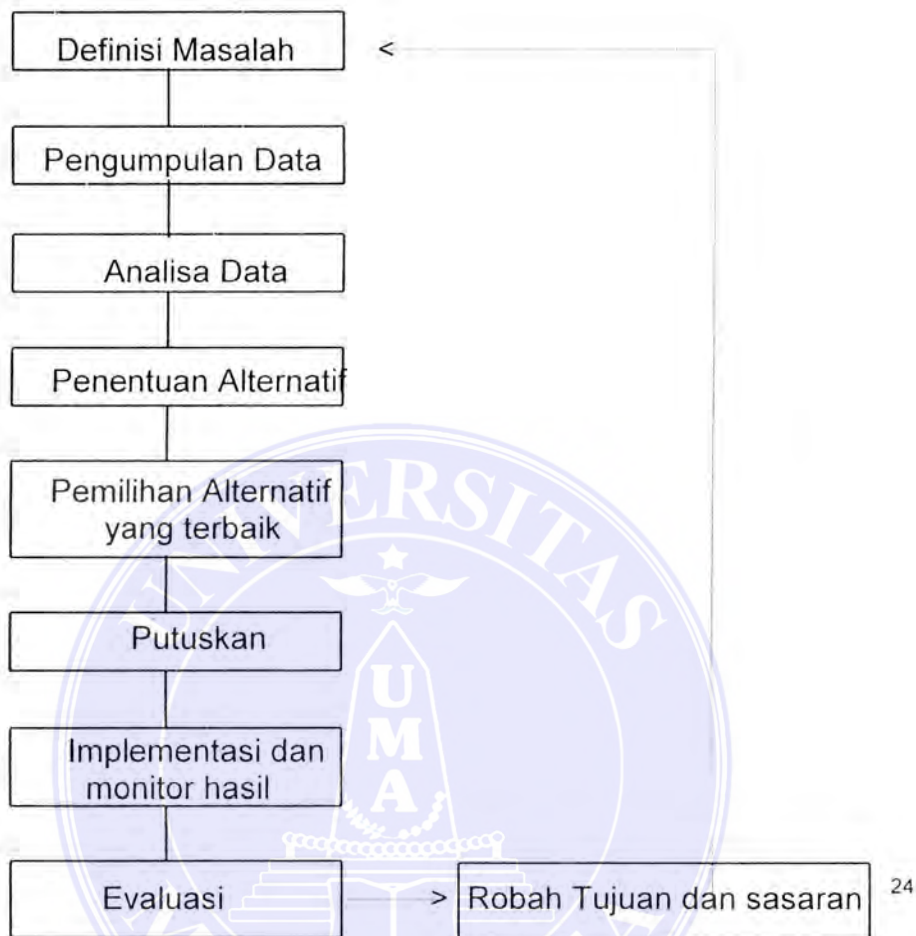 Definisi Masalah <
Pengumpulan Data
Analisa Data
Penentuan Alternatif
Pemilihan Alternatif
yang terbaik
Putuskan
Implementasi dan
monitor hasil
Evaluasi > Robah Tujuan dan sasaran 24
UNIVERSITAS
U
M
A